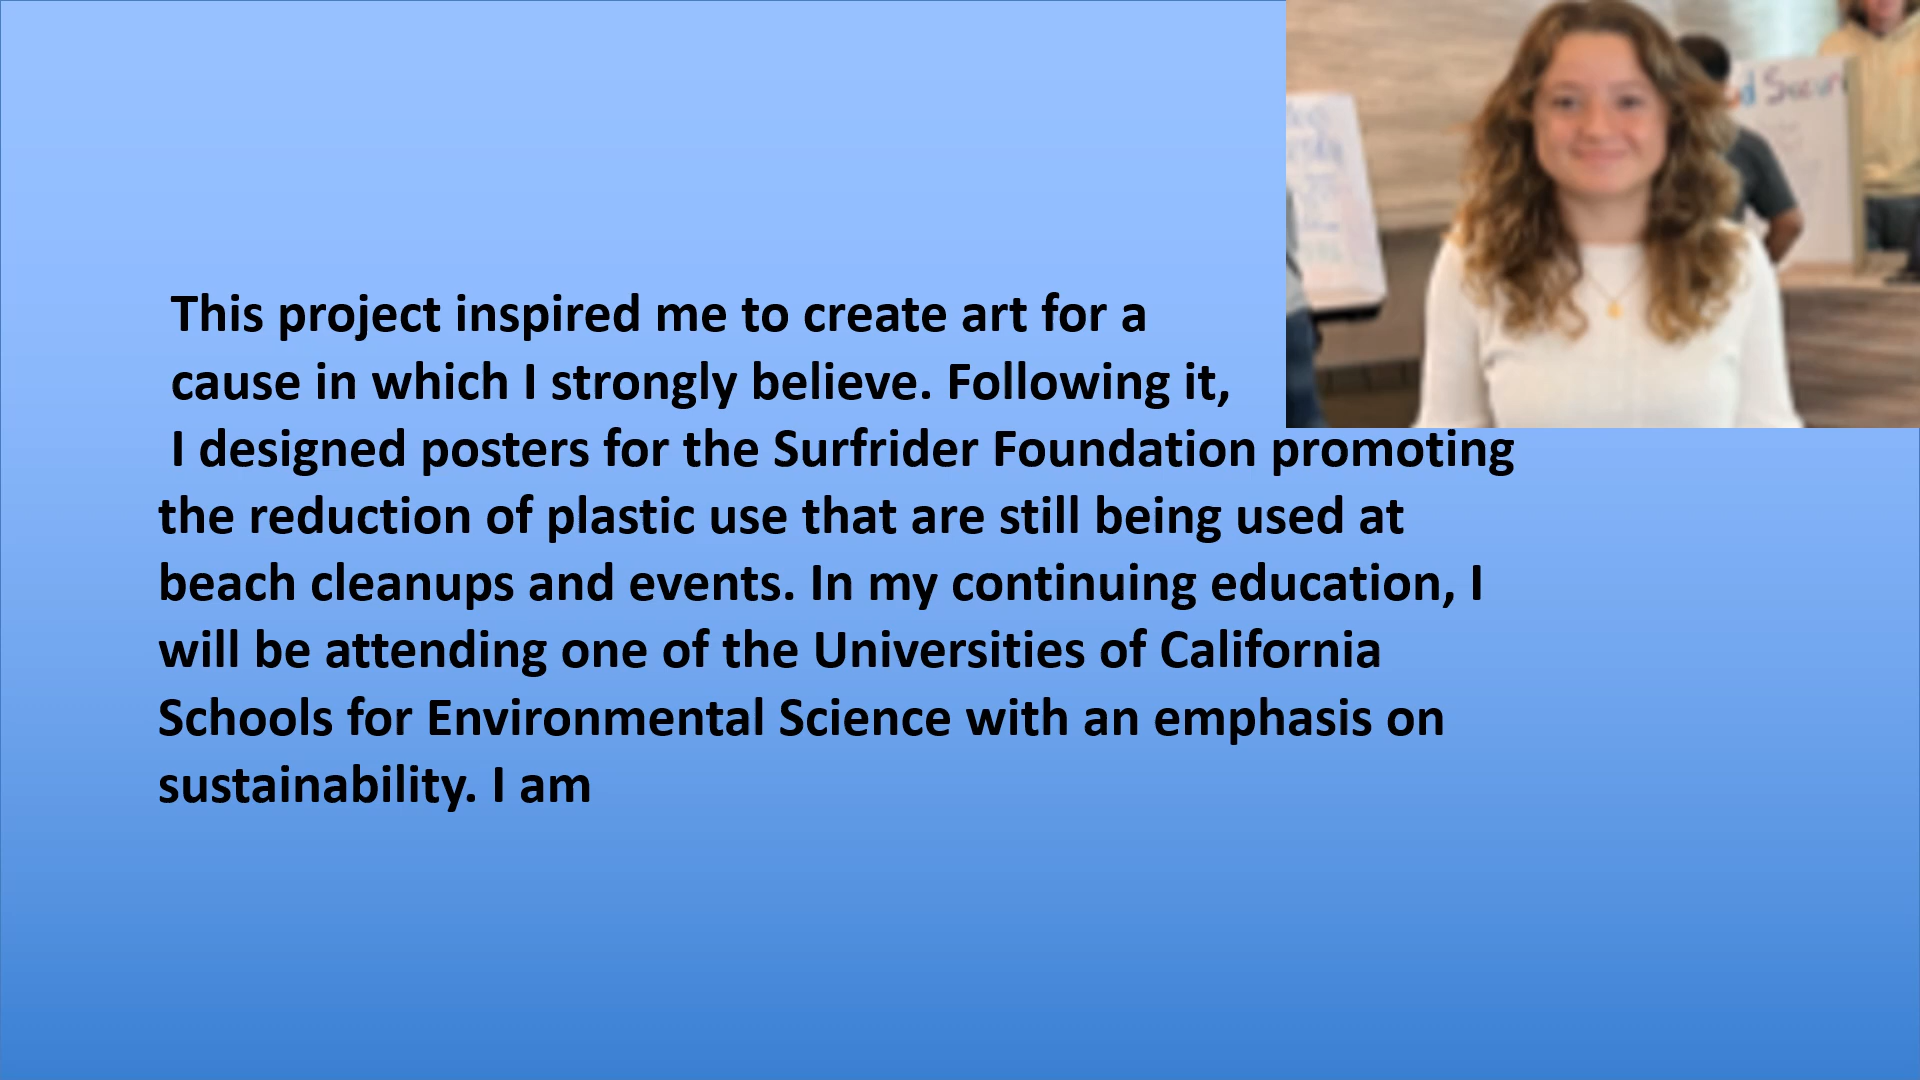 This project inspired me to create art for a
cause in which I strongly believe. Following it,
I designed posters for the Surfrider Foundation promoting
the reduction of plastic use that are still being used at
beach cleanups and events. In my continuing education, I
will be attending one of the Universities of California
Schools for Environmental Science with an emphasis on
sustainability. I am